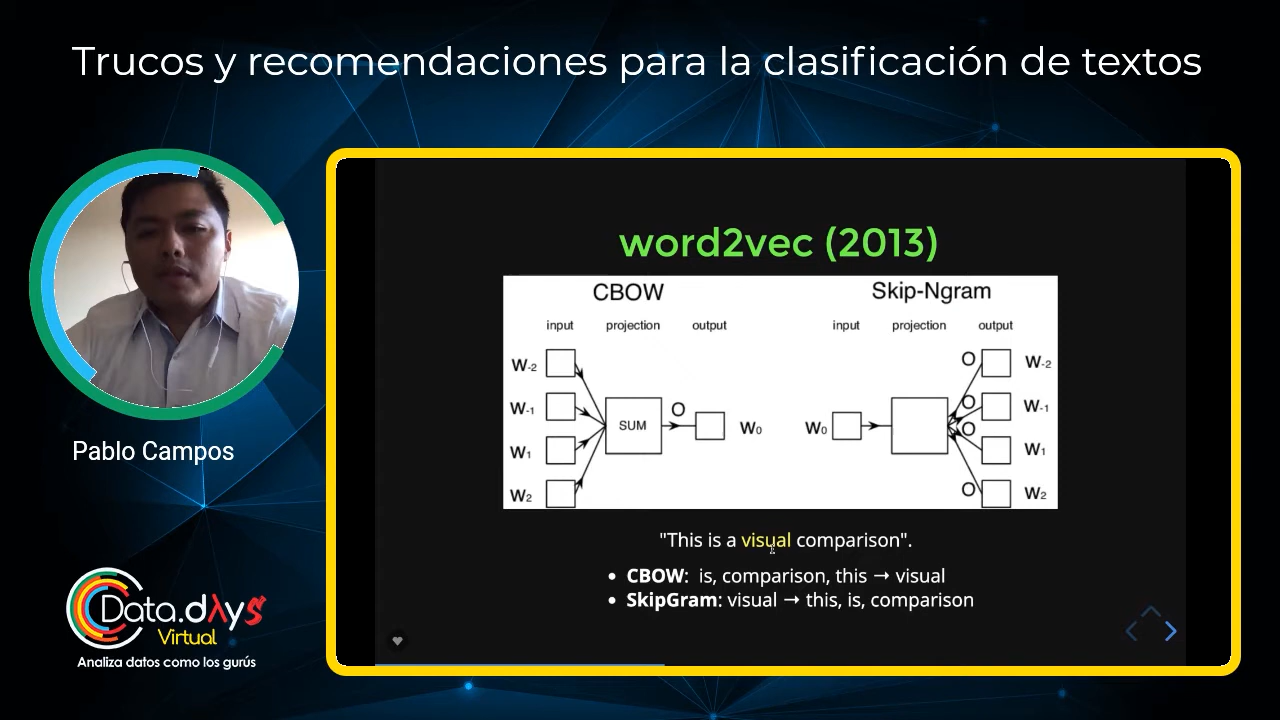 Trucos y recomendaciones para la clasificación de textos
Pablo Campos
Data.dλys
Virtual
Analiza datos como los gurús
word2vec (2013)
CBOW
Skip-Ngram
input projection output
input projection output
W-2
W-1
W1
W2
SUM
O
W0
W0
O
O
O
O
W-2
W-1
W1
W2
"This is a visual comparison".
• CBOW: is, comparison, this → visual
• SkipGram: visual → this, is, comparison